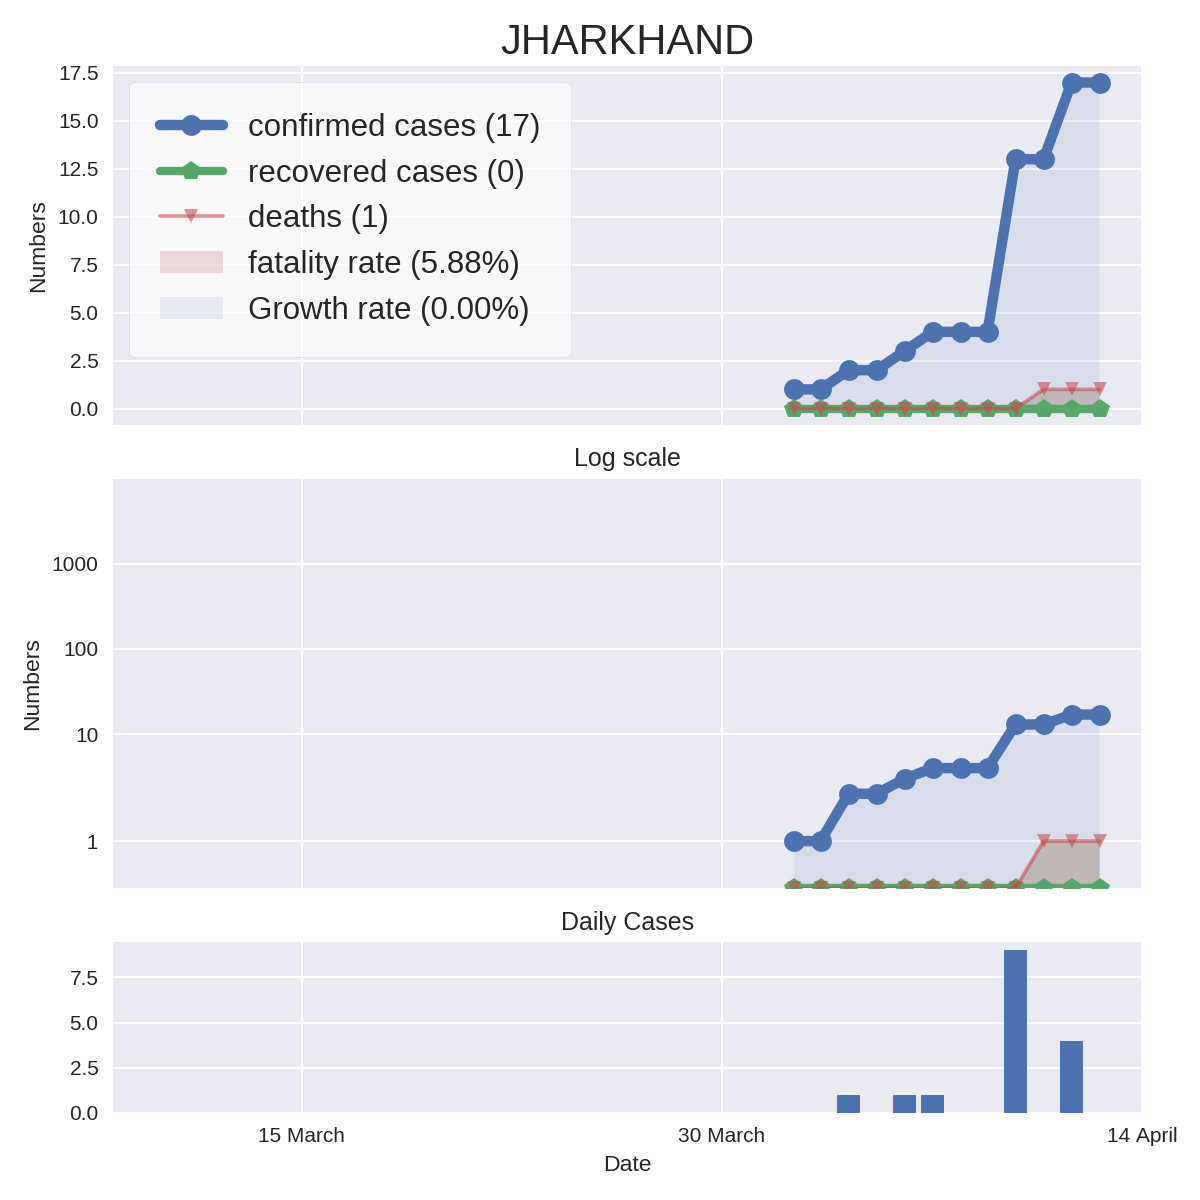 JHARKHAND
17.5
15.0
12.5
10.0
7.5
5.0
2.5
0.0
Numbers
confirmed cases (17)
recovered cases (0)
deaths (1)
fatality rate (5.88%)
Growth rate (0.00%)
Log scale
1000
100
10
1
Numbers
Daily Cases
7.5
5.0
2.5
0.0
15 March
30 March
14 April
Date